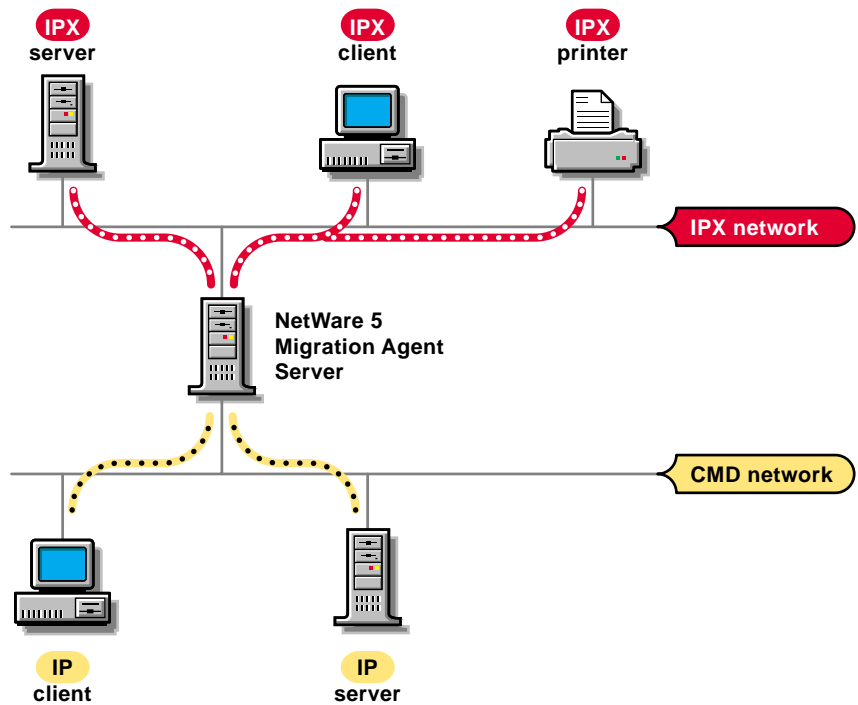 IPX
server
IPX
client
IPX
printer
IPX network
NetWare 5
Migration Agent
Server
CMD network
IP
client
IP
server